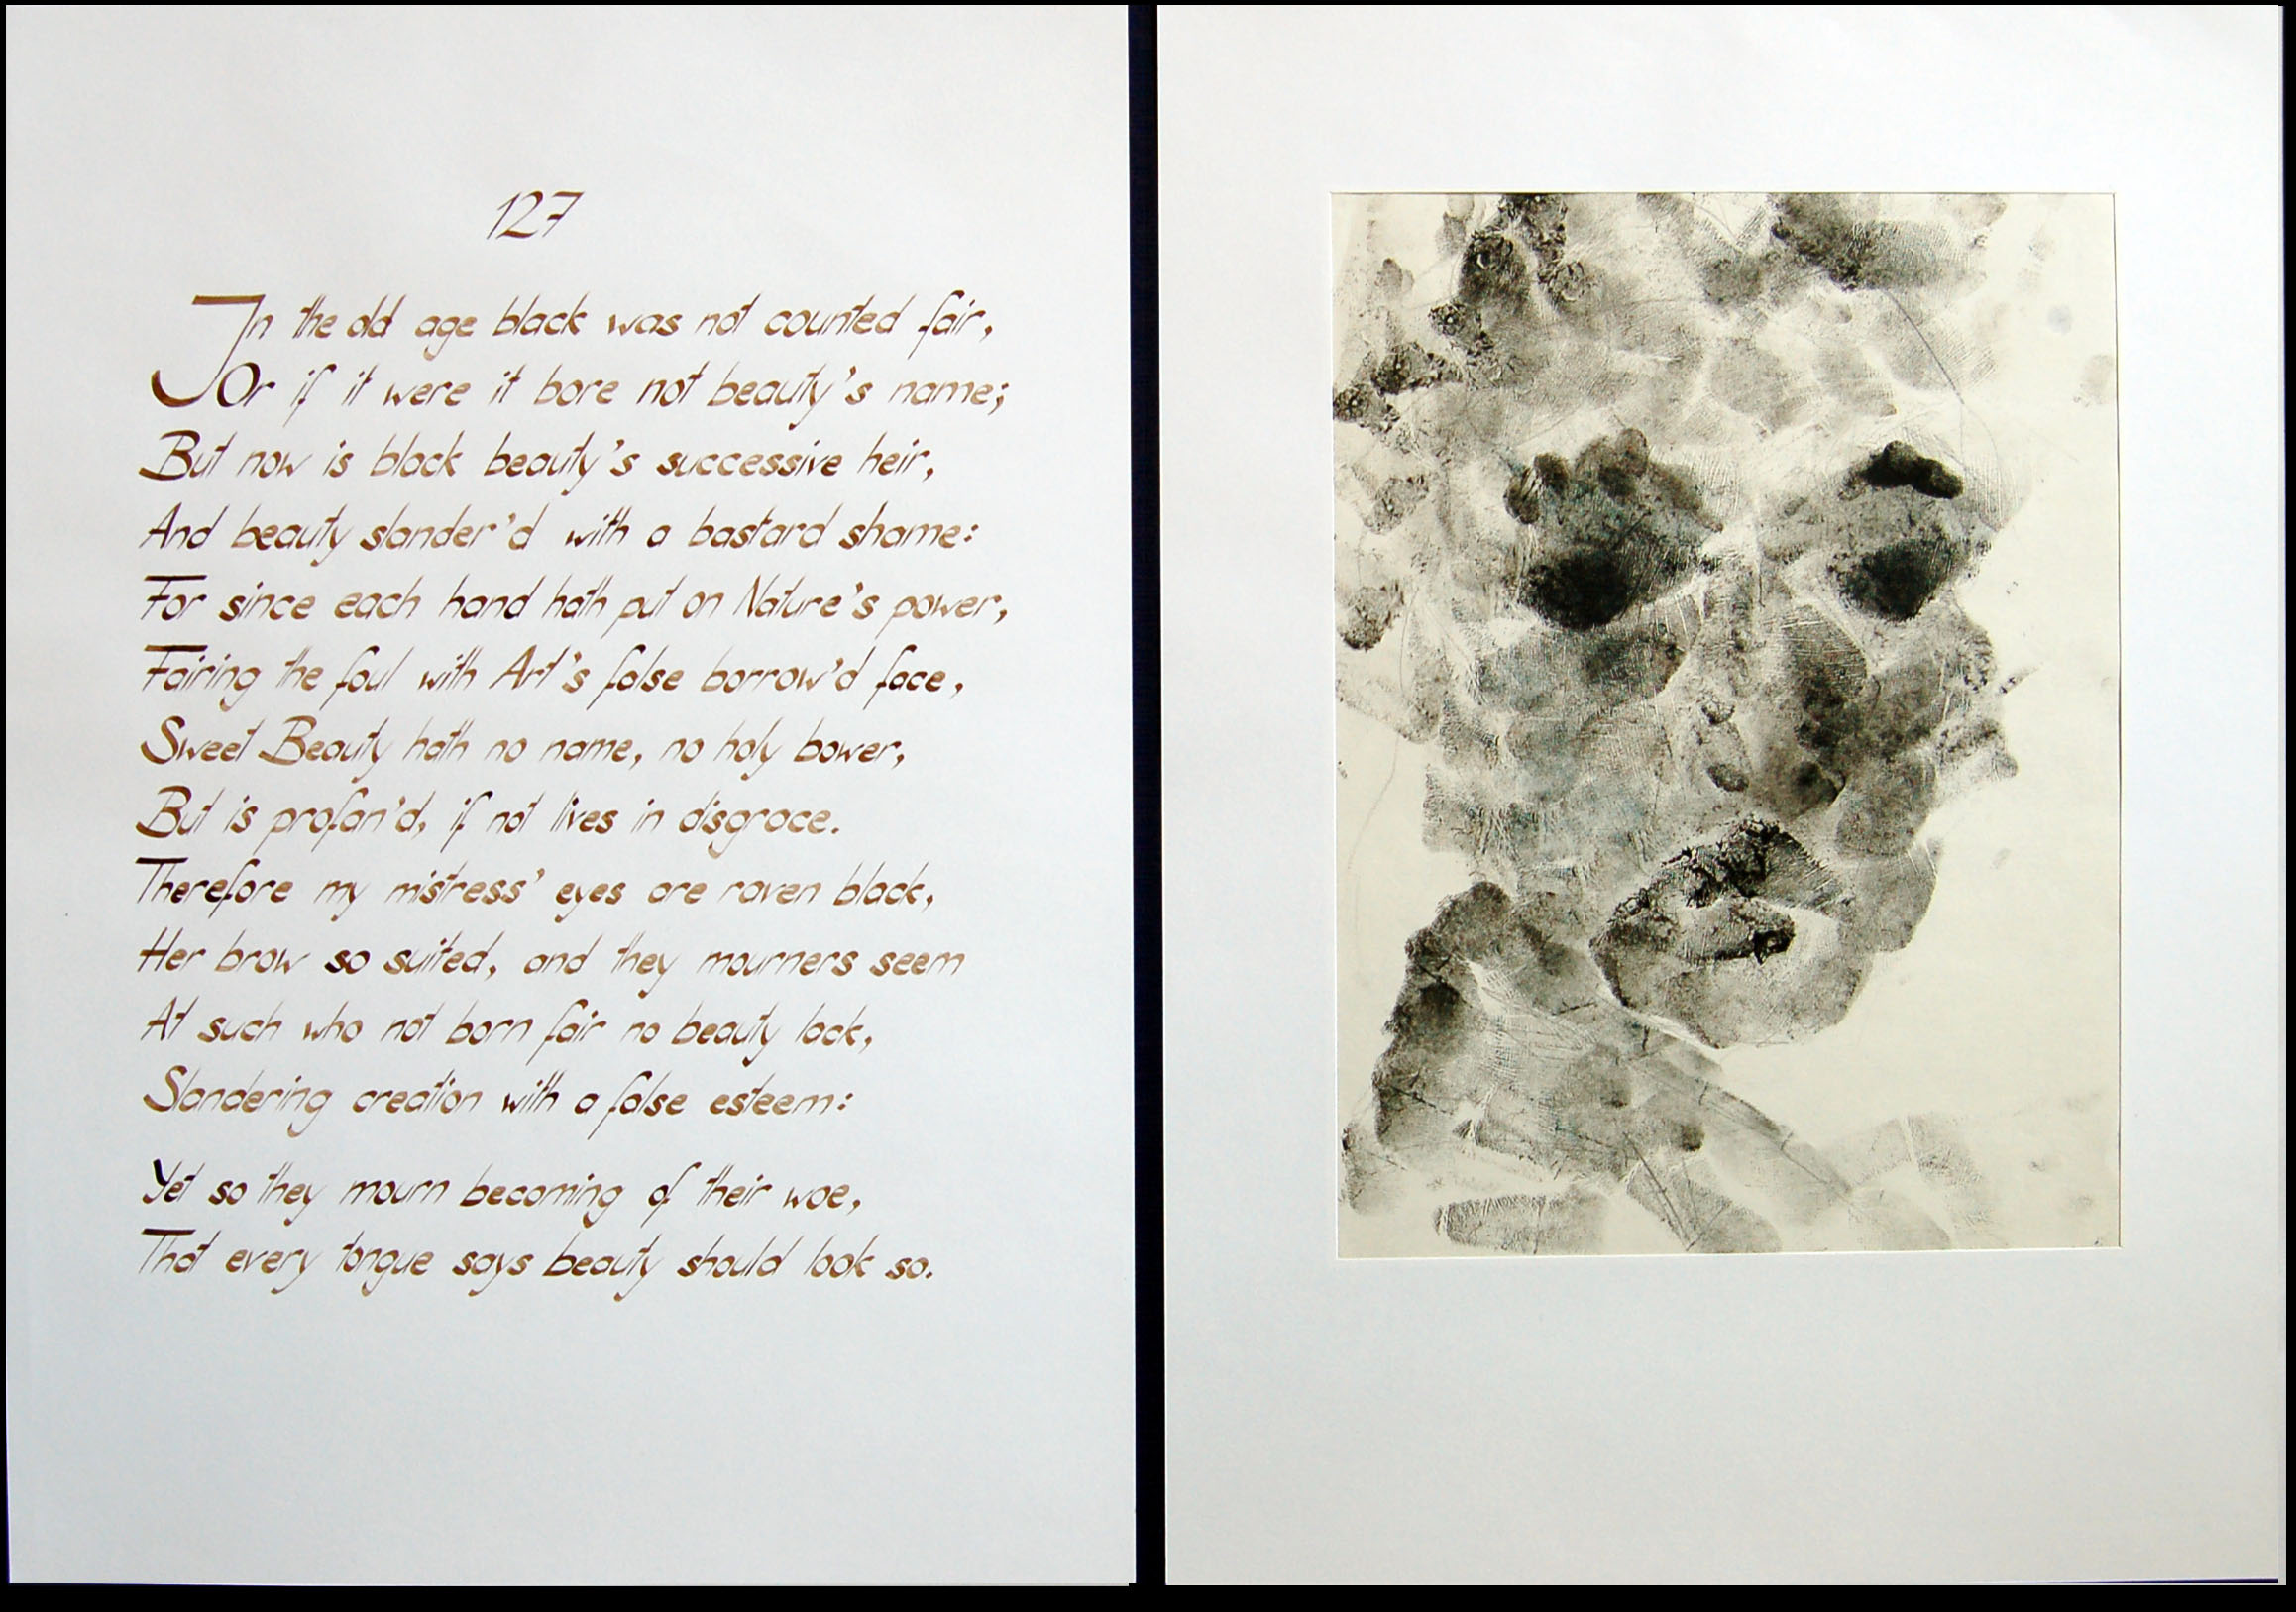 127
In the old age black was not counted fair,
Or if it were it bore not beauty's name;
But now is black beauty's successive heir,
And beauty slander'd with a bastard shame:
For since each hand hath put on Nature's power,
Fairing the foul with Art's false borrow'd face,
Sweet Beauty hath no name, no holy bower,
But is profan'd, if not lives in disgrace.
Therefore my mistress' eyes are raven black,
Her brow so suited, and they mourners seem
At such who not born fair no beauty lack,
Slandering creation with a false esteem:
Yet so they mourn becoming of their woe,
That every tongue says beauty should look so.